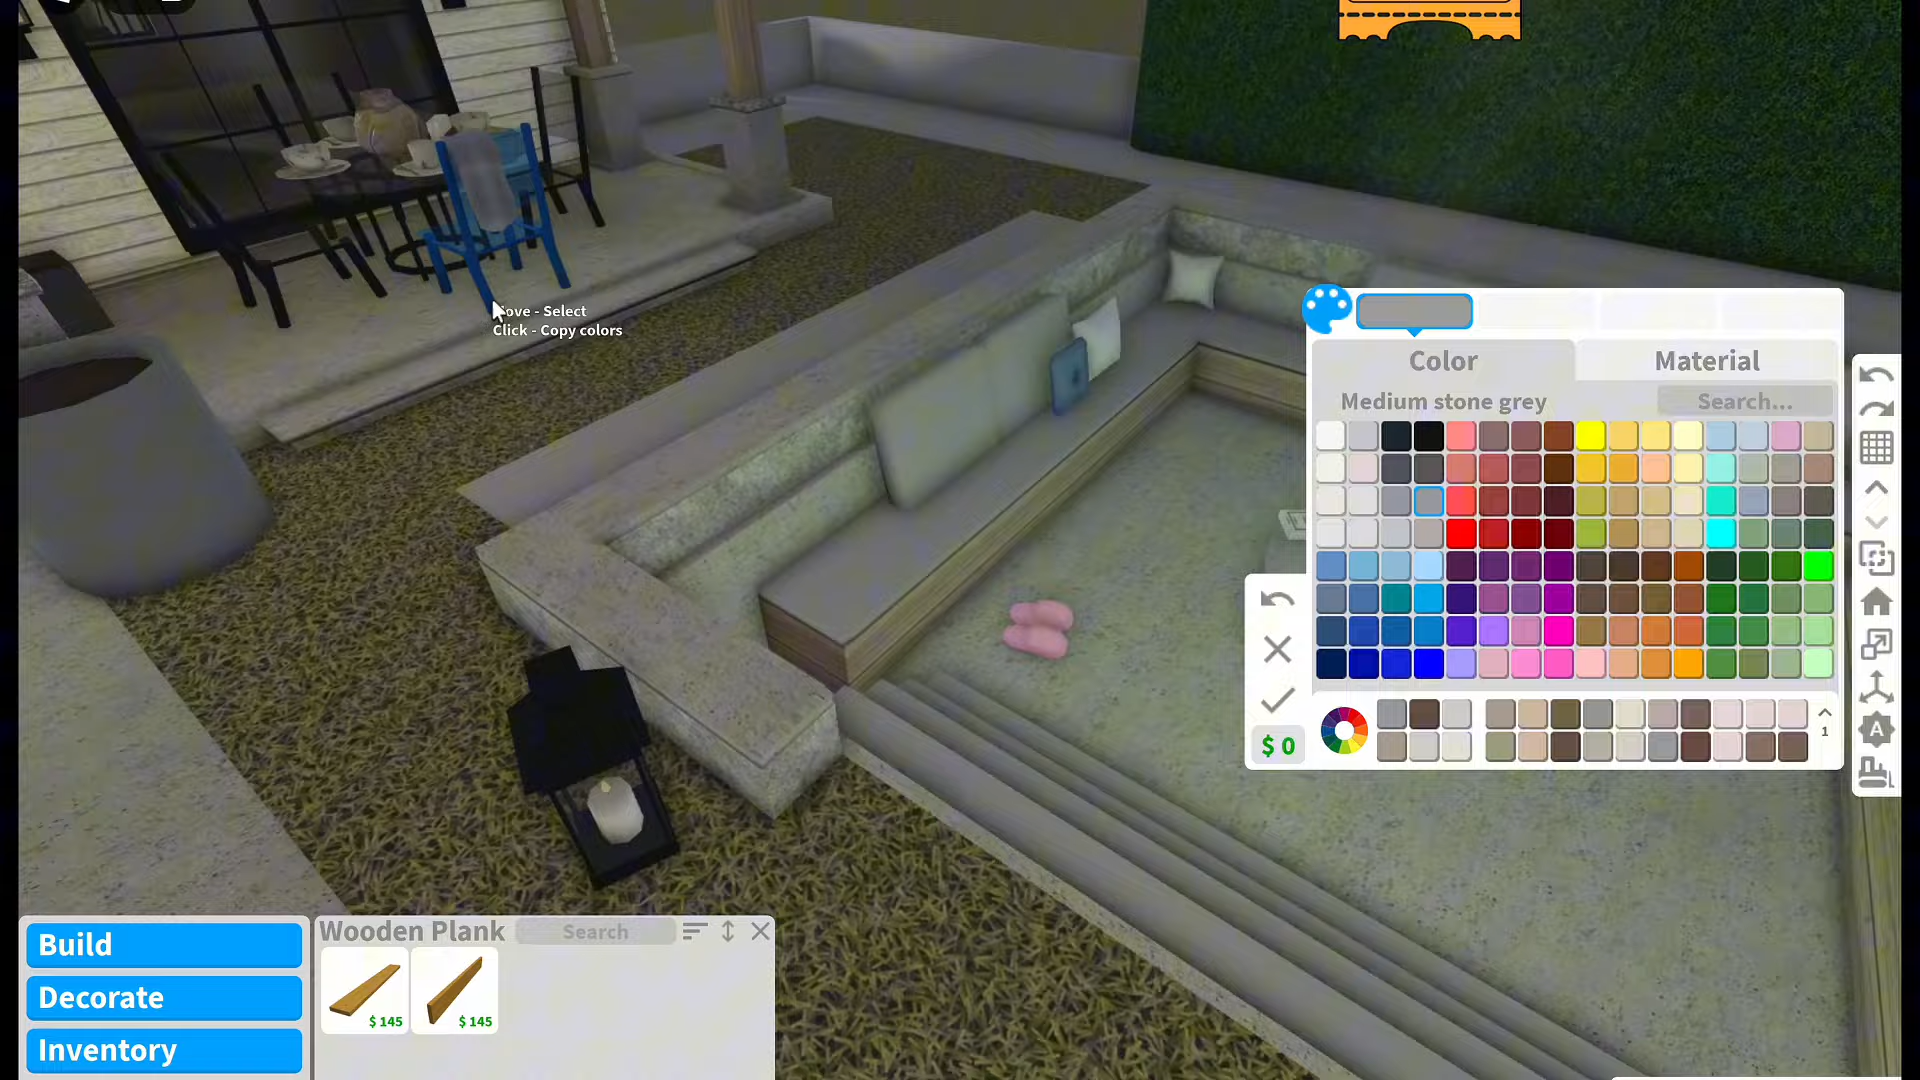 ove - Select
Click - Copy colors
Color
Material
Medium stone grey
Search...
1
A
$ 0
Build
Decorate
Inventory
Wooden Plank
Search
$ 145
$ 145